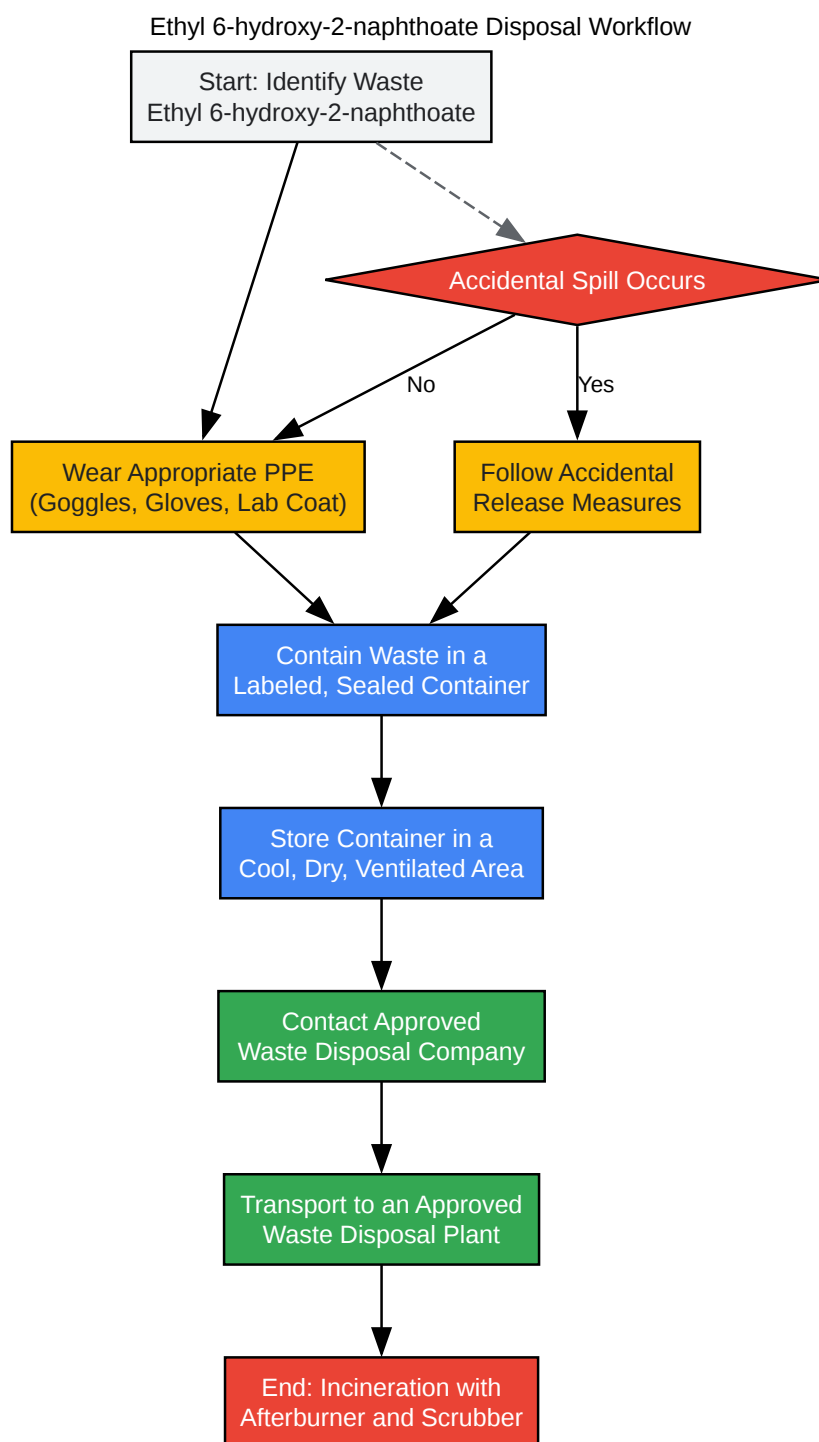 Ethyl 6-hydroxy-2-naphthoate Disposal Workflow
Start: Identify Waste
Ethyl 6-hydroxy-2-naphthoate
Accidental Spill Occurs
No
Yes
Wear Appropriate PPE
(Goggles, Gloves, Lab Coat)
Follow Accidental
Release Measures
Contain Waste in a
Labeled, Sealed Container
Store Container in a
Cool, Dry, Ventilated Area
Contact Approved
Waste Disposal Company
Transport to an Approved
Waste Disposal Plant
End: Incineration with
Afterburner and Scrubber